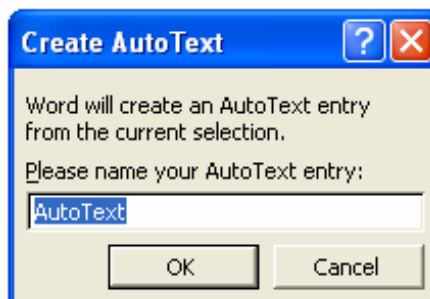 Create AutoText
Word will create an AutoText entry
from the current selection.
Please name your AutoText entry:
AutoText
OK Cancel